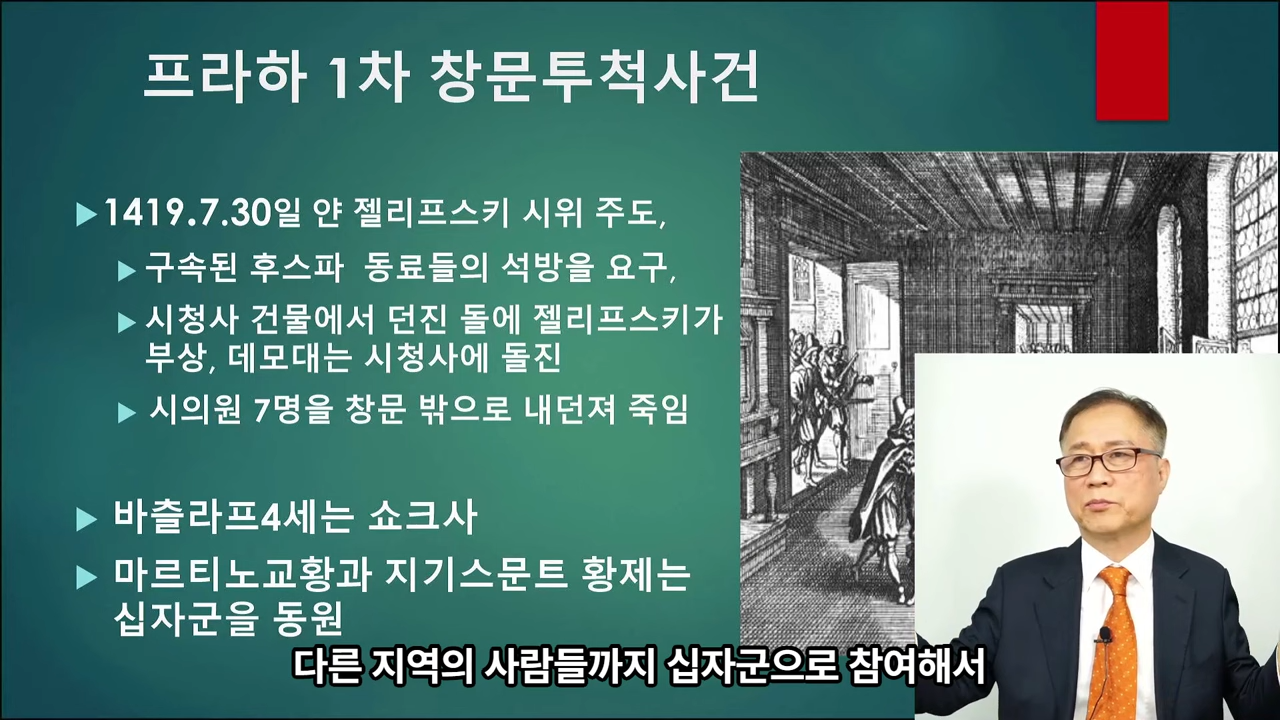 프라하 1차 창문투척사건
1419.7.30일 얀 젤리프스키 시위 주도,
구속된 후스파 동료들의 석방을 요구,
시청사 건물에서 던진 돌에 젤리프스키가
부상, 데모대는 시청사에 돌진
시의원 7명을 창문 밖으로 내던져 죽임
바츨라프4세는 쇼크사
마르티노교황과 지기스문트 황제는
십자군을 동원
다른 지역의 사람들까지 십자군으로 참여해서